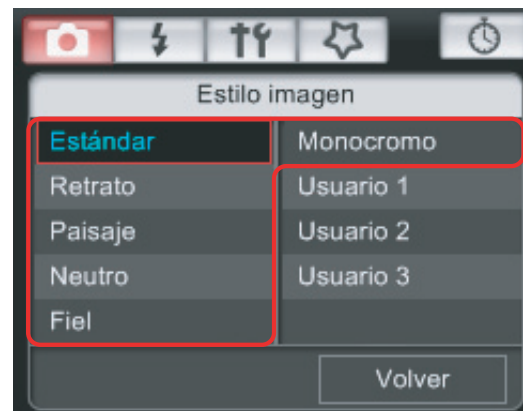 Estilo imagen
Estándar
Retrato
Paisaje
Neutro
Fiel
Monocromo
Usuario 1
Usuario 2
Usuario 3
Volver